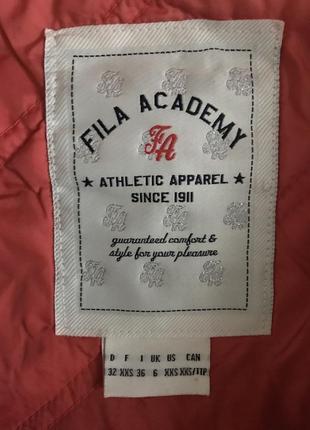 FILA ACADEMY
FA
★ ATHLETIC APPAREL ★
SINCE 1911
guaranteed comfort &
style for your pleasure
D F I UK US CAN
32 XXS 36 6 XXS XXS/TTP